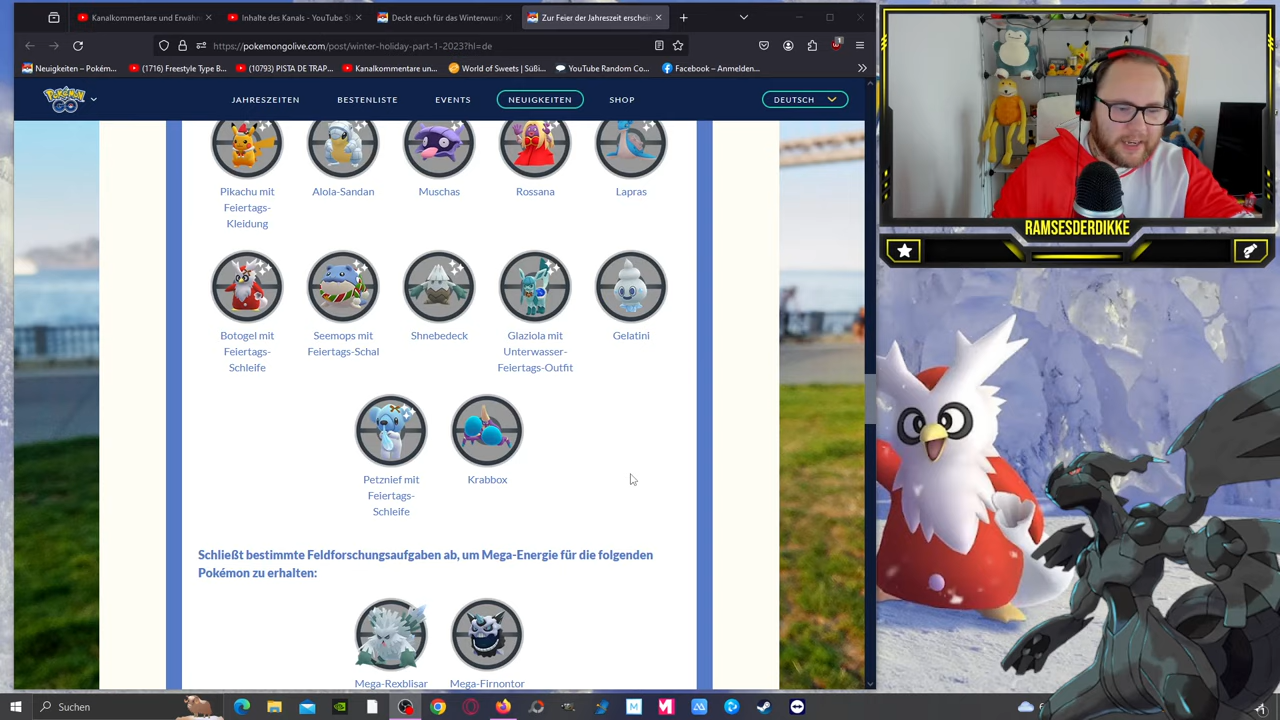 Kanalkommentare und Erwähn
Inhalte des Kanals - YouTube St
Deckt euch für das Winterwund
Zur Feier der Jahreszeit erschein
https://pokemongolive.com/post/winter-holiday-part-1-2023?hl=de
Neuigkeiten – Pokém...
(1716) Freestyle Type B...
(10793) PISTA DE TRAP...
Kanalkommentare un...
World of Sweets | Süßi...
YouTube Random Co...
Facebook – Anmelden...
POKÉMON GO
JAHRESZEITEN
BESTENLISTE
EVENTS
NEUIGKEITEN
SHOP
DEUTSCH
Pikachu mit
Feiertags-
Kleidung
Alola-Sandan
Muschas
Rossana
Lapras
Botogel mit
Feiertags-
Schleife
Seemops mit
Feiertags-Schal
Shnebedeck
Glaziola mit
Unterwasser-
Feiertags-Outfit
Gelatini
Petznief mit
Feiertags-
Schleife
Krabbox
Schließt bestimmte Feldforschungsaufgaben ab, um Mega-Energie für die folgenden
Pokémon zu erhalten:
Mega-Rexblisar
Mega-Firnontor
RAMSESDERDIKKE
Suchen